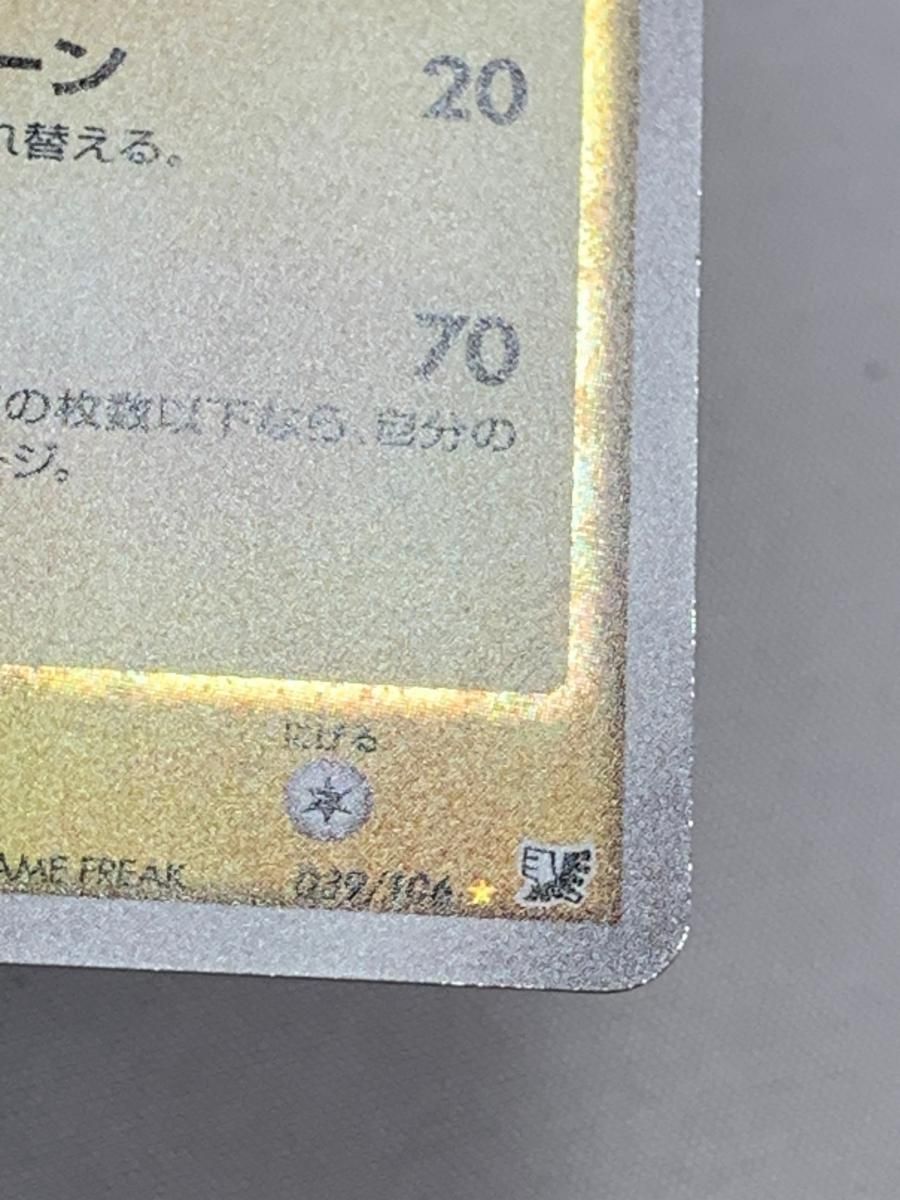 ーン 20
れ替える。
70
の枚数以下なら、自分の
ージ。
にげる
AME FREAK 039/106